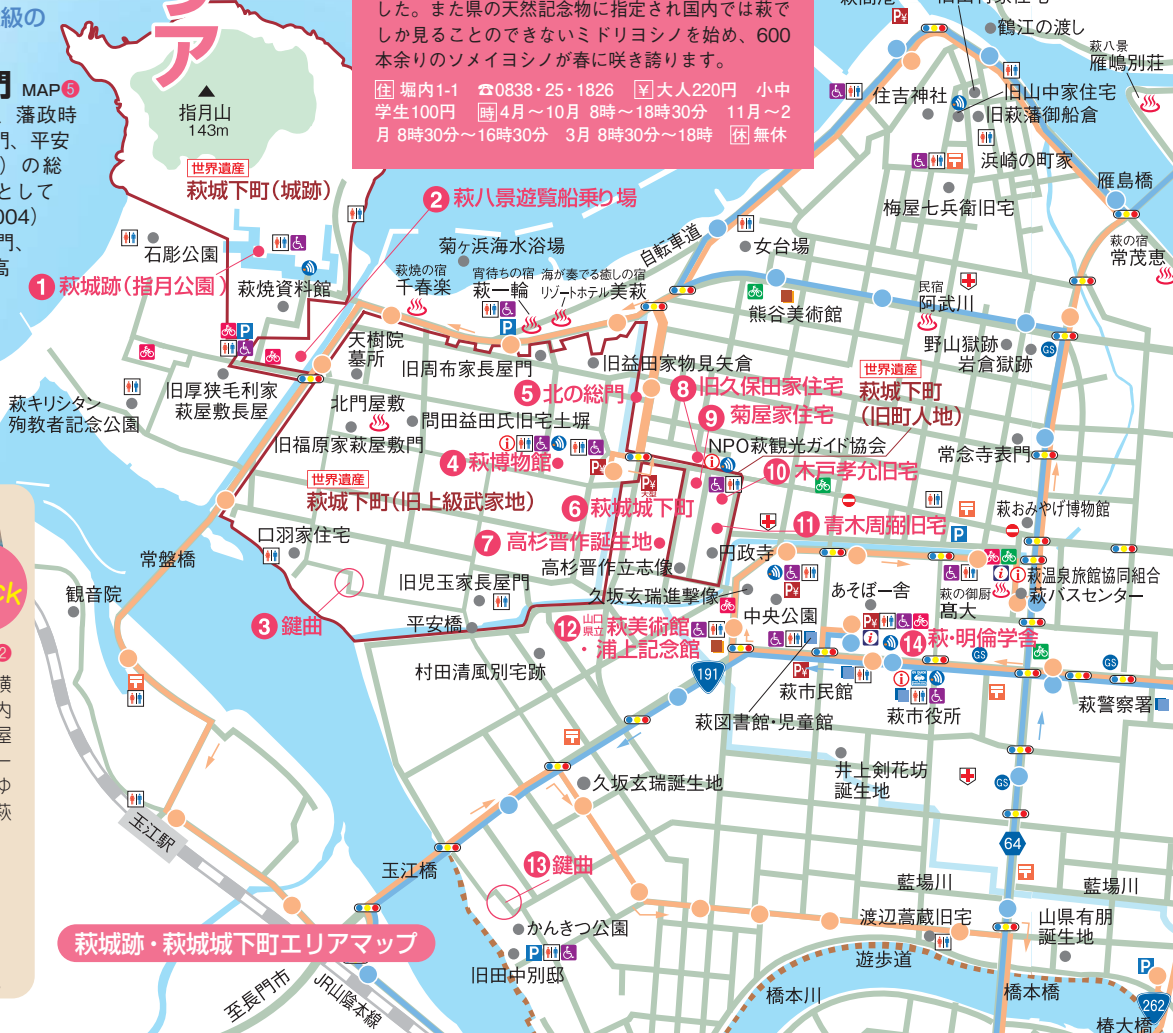 級の
ア
門 MAP5
、藩政時
門、平安
）の総
として
004）
門、
高
した。また県の天然記念物に指定され国内では萩で
しか見ることのできないミドリヨシノを始め、600
本余りのソメイヨシノが春に咲き誇ります。
住 堀内1-1 ☎0838・25・1826 ¥大人220円 小中
学生100円 時4月～10月 8時～18時30分 11月～2
月 8時30分～16時30分 3月 8時30分～18時 休無休
指月山
143m
世界遺産
萩城下町（城跡）
2 萩八景遊覧船乗り場
石彫公園
1 萩城跡（指月公園）
萩焼資料館
菊ヶ浜海水浴場
萩焼の宿
千春楽
宵待ちの宿
萩一輪
海が奏でる癒しの宿
リゾートホテル美萩
自転車道
女台場
鶴江の渡し
萩八景
雁嶋別荘
住吉神社
旧山中家住宅
旧萩藩御船倉
浜崎の町家
梅屋七兵衛旧宅
雁島橋
萩の宿
常茂恵
熊谷美術館
民宿
阿武川
野山獄跡
岩倉獄跡
GS
天樹院
墓所
旧周布家長屋門
旧益田家物見矢倉
旧厚狭毛利家
萩屋敷長屋
萩キリシタン
殉教者記念公園
北門屋敷
問田益田氏旧宅土塀
旧福原家萩屋敷門
5 北の総門
8 旧久保田家住宅
9 菊屋家住宅
世界遺産
萩城下町
（旧町人地）
NPO萩観光ガイド協会
常念寺表門
4 萩博物館
10 木戸孝允旧宅
世界遺産
萩城下町（旧上級武家地）
6 萩城城下町
11 青木周弼旧宅
萩おみやげ博物館
口羽家住宅
7 高杉晋作誕生地
円政寺
高杉晋作立志像
常盤橋
観音院
旧児玉家長屋門
久坂玄瑞進撃像
あそぼー舎
萩の御厨
髙大
萩温泉旅館協同組合
萩バスセンター
3 鍵曲
平安橋
12 山口県立 萩美術館
・浦上記念館
中央公園
14 萩・明倫学舎
GS
GS
村田清風別宅跡
191
萩市民館
萩図書館・児童館
萩市役所
萩警察署
ck
2
横
内
屋
ー
ゆ
萩
久坂玄瑞誕生地
井上剣花坊
誕生地
GS
64
玉江駅
玉江橋
13 鍵曲
藍場川
藍場川
かんきつ公園
渡辺蒿蔵旧宅
山県有朋
誕生地
萩城跡・萩城城下町エリアマップ
旧田中別邸
遊歩道
至長門市
JR山陰本線
橋本川
橋本橋
262
椿大橋